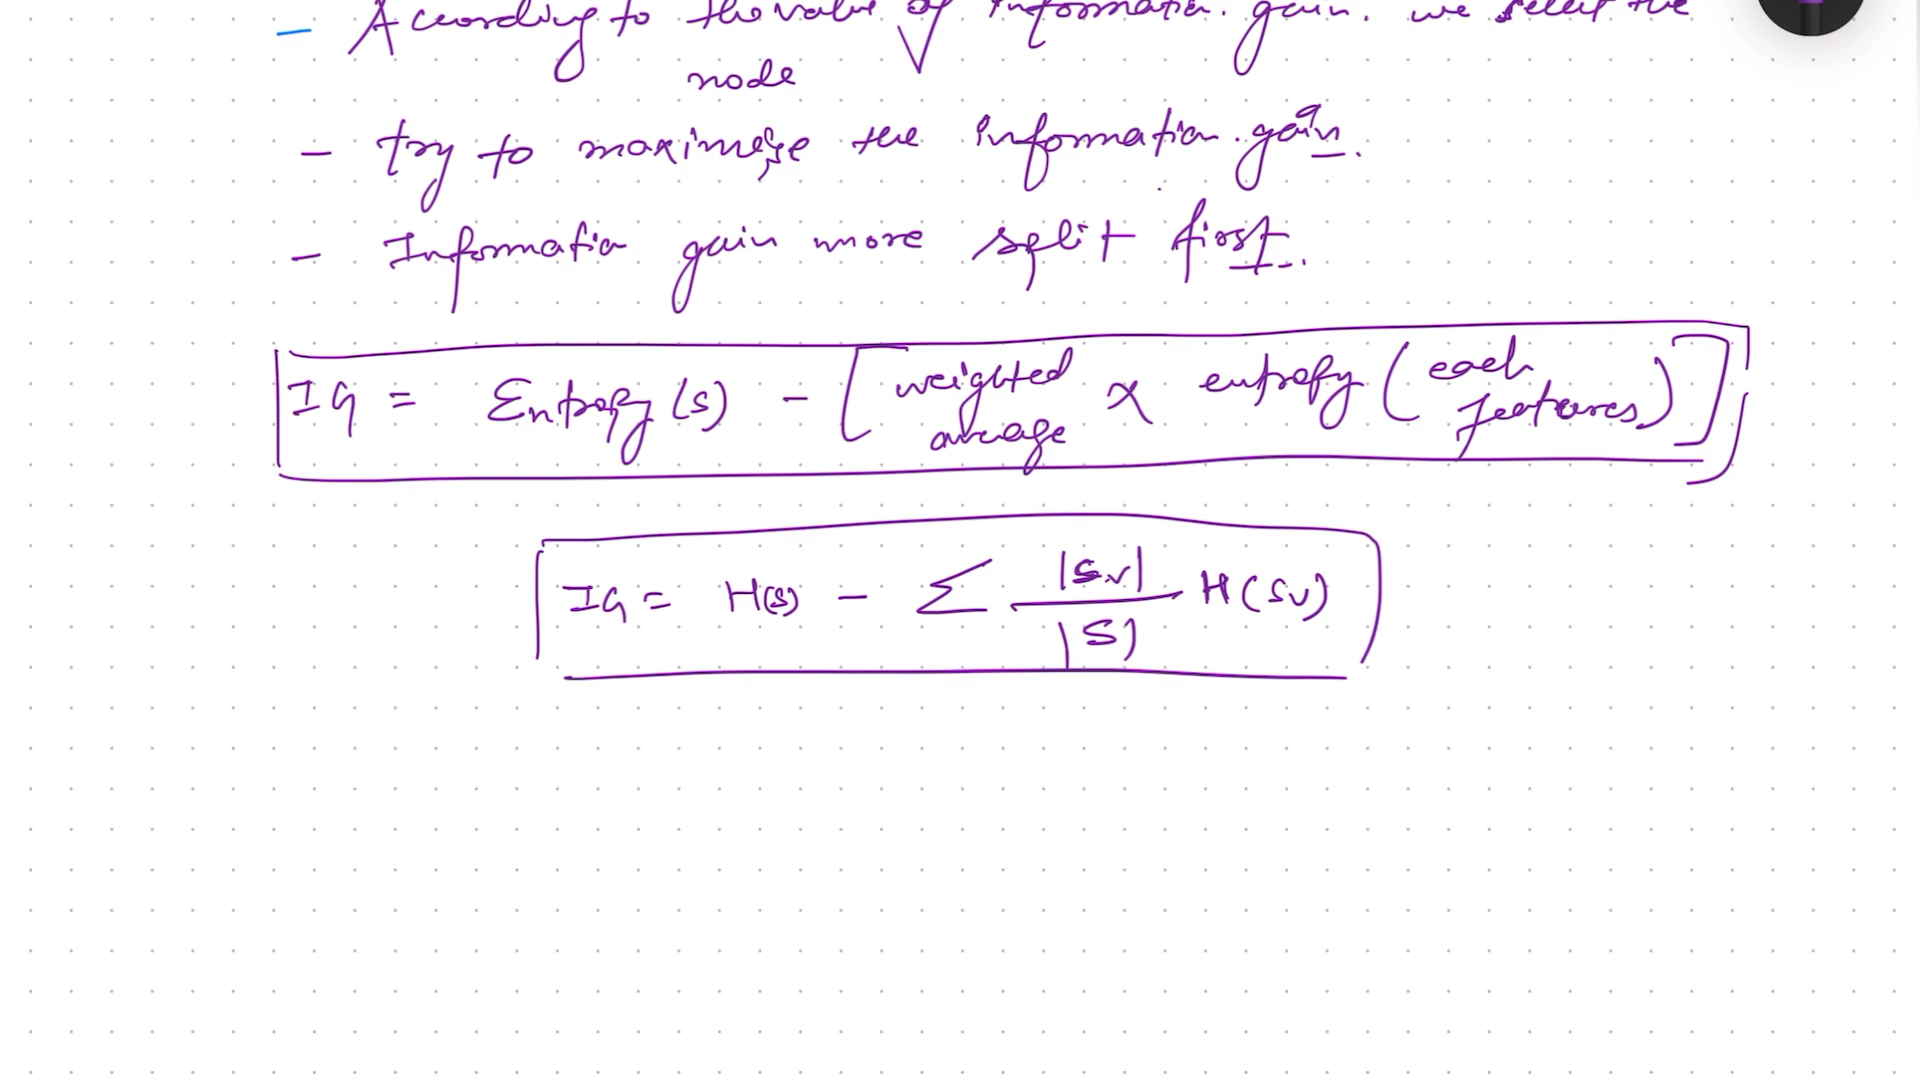 - According to the value of information gain. we select the
node
- try to maximize the information gain.
- Information gain more split first.
IG = Entropy(s) - [weighted average × entropy (each features)]
IG = H(s) - Σ |Sv| / |S| H(Sv)